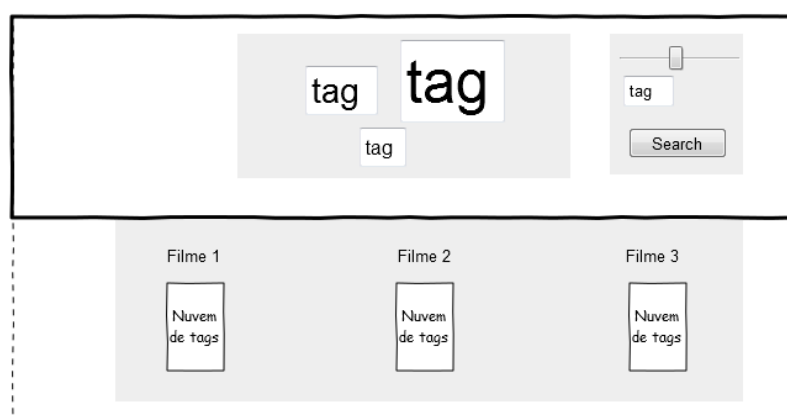 tag
tag
tag
tag
Search
Filme 1
Filme 2
Filme 3
Nuvem
de tags
Nuvem
de tags
Nuvem
de tags